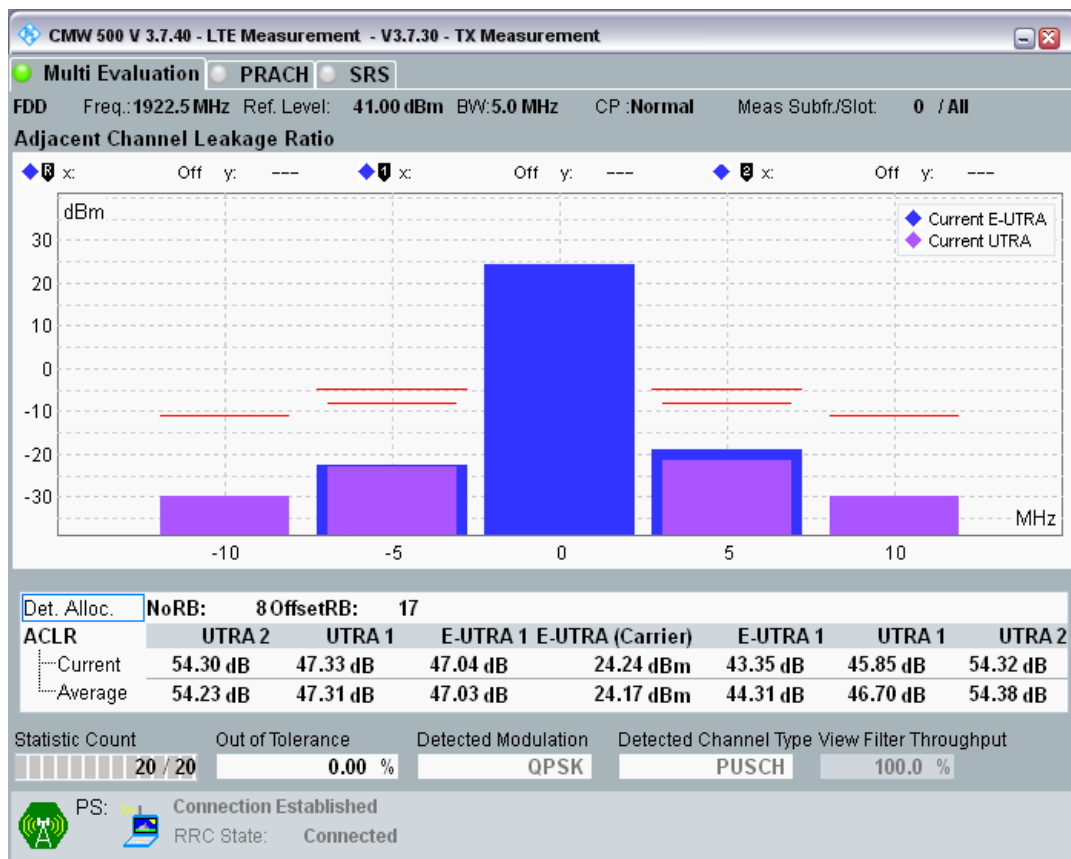 CMW 500 V 3.7.40 - LTE Measurement - V3.7.30 - TX Measurement
Multi Evaluation PRACH SRS
FDD Freq.: 1922.5 MHz Ref. Level: 41.00 dBm BW: 5.0 MHz CP : Normal Meas Subfr./Slot: 0 / All
Adjacent Channel Leakage Ratio
R x: Off y: --- 1 x: Off y: --- 2 x: Off y: ---
dBm
Current E-UTRA
Current UTRA
30
20
10
0
-10
-20
-30
MHz
-10 -5 0 5 10
Det. Alloc. NoRB: 8 OffsetRB: 17
ACLR UTRA 2 UTRA 1 E-UTRA 1 E-UTRA (Carrier) E-UTRA 1 UTRA 1 UTRA 2
Current 54.30 dB 47.33 dB 47.04 dB 24.24 dBm 43.35 dB 45.85 dB 54.32 dB
Average 54.23 dB 47.31 dB 47.03 dB 24.17 dBm 44.31 dB 46.70 dB 54.38 dB
Statistic Count Out of Tolerance Detected Modulation Detected Channel Type View Filter Throughput
20 / 20 0.00 % QPSK PUSCH 100.0 %
PS: Connection Established
RRC State: Connected